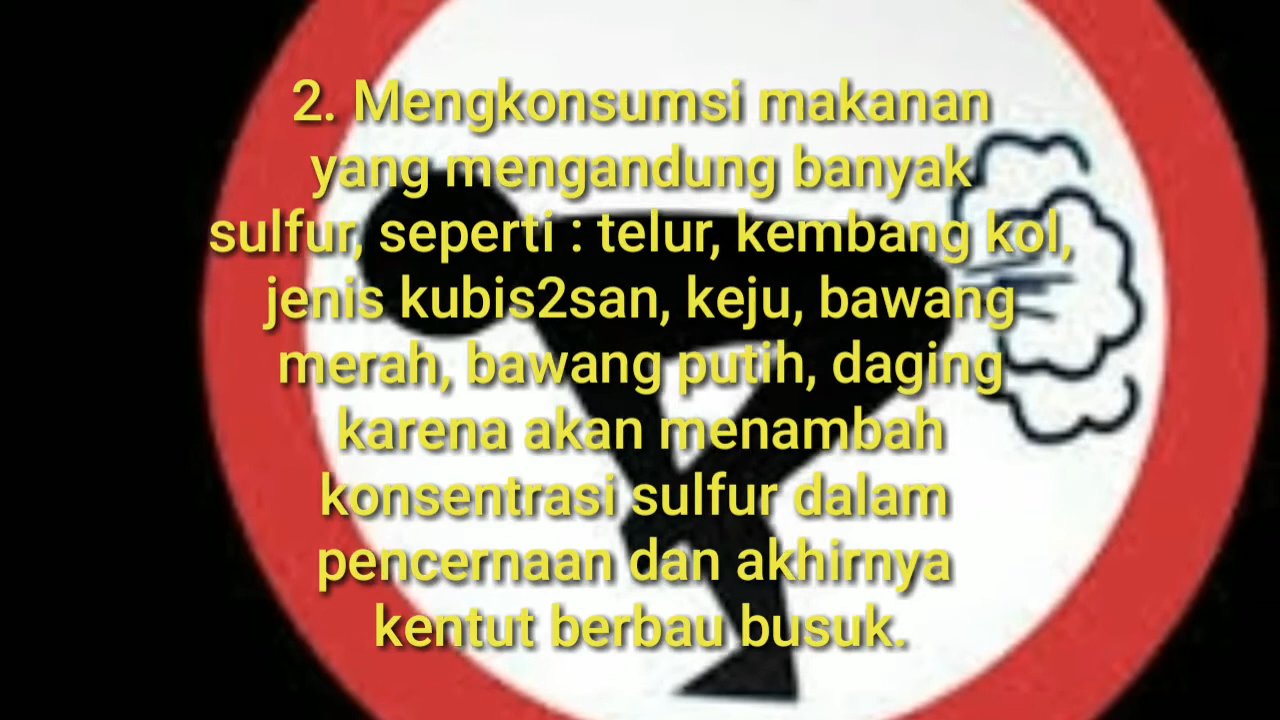 2. Mengkonsumsi makanan
yang mengandung banyak
sulfur, seperti : telur, kembang kol,
jenis kubis2san, keju, bawang
merah, bawang putih, daging
karena akan menambah
konsentrasi sulfur dalam
pencernaan dan akhirnya
kentut berbau busuk.